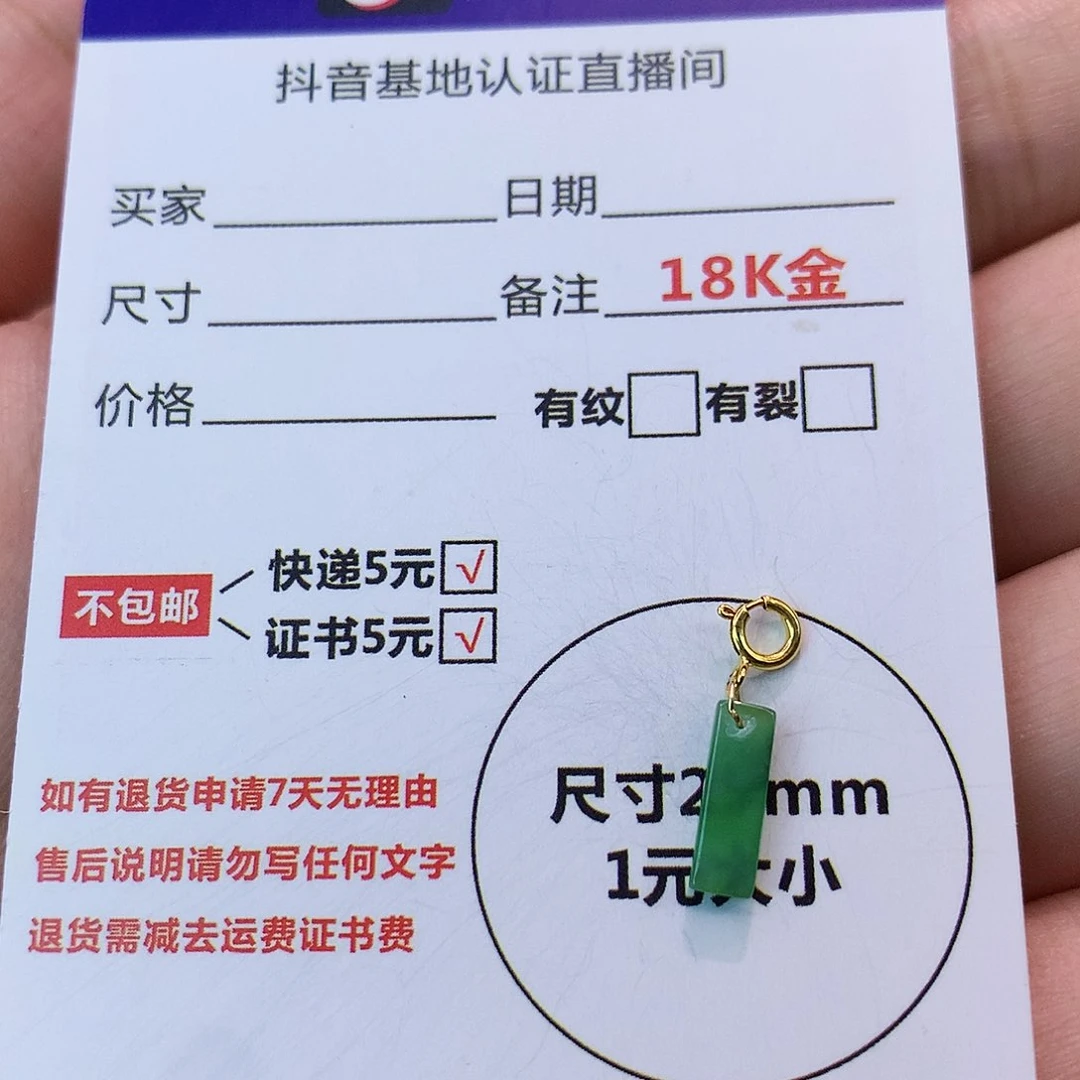 抖音基地认证直播间
买家 日期
尺寸 备注 18K金
价格 有纹 有裂
不包邮
快递5元 √
证书5元 √
如有退货申请7天无理由
售后说明请勿写任何文字
退货需减去运费证书费
尺寸2 mm
1元大小